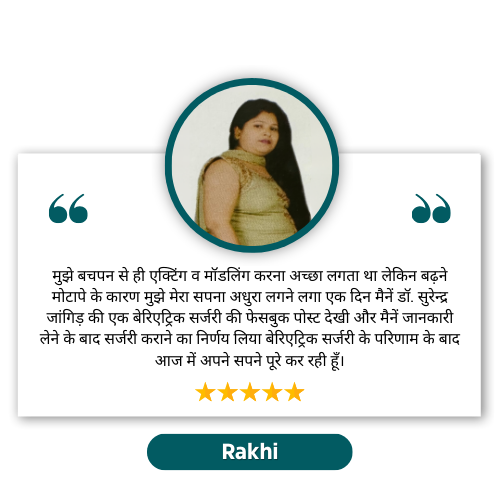 मुझे बचपन से ही एक्टिंग व मॉडलिंग करना अच्छा लगता था लेकिन बढ़ने
मोटापे के कारण मुझे मेरा सपना अधुरा लगने लगा एक दिन मैनें डॉ. सुरेन्द्र
जांगिड़ की एक बेरिएट्रिक सर्जरी की फेसबुक पोस्ट देखी और मैनें जानकारी
लेने के बाद सर्जरी कराने का निर्णय लिया बेरिएट्रिक सर्जरी के परिणाम के बाद
आज में अपने सपने पूरे कर रही हूँ।
Rakhi